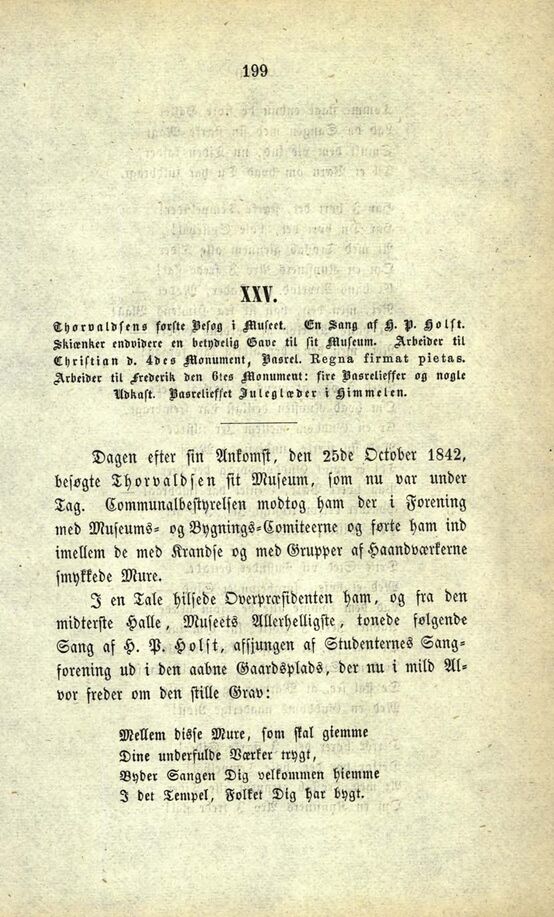 199
XXV.
Thorvaldsens første Besøg i Museet. En Sang af H. P. Holst.
Skiænker endvidere en betydelig Gave til sit Museum. Arbeider til
Christian d. 4des Monument, Basrel. Regna firmat pietas.
Arbeider til Frederik den 6tes Monument: fire Basrelieffer og nogle
Udkast. Basrelieffet Juleglæder i Himmelen.
Dagen efter sin Ankomst, den 25de October 1842,
besøgte Thorvaldsen sit Museum, som nu var under
Tag. Communalbestyrelsen modtog ham der i Forening
med Museums- og Bygnings-Comiteerne og førte ham ind
imellem de med Krandse og med Grupper af Haandværkerne
smykkede Mure.
I en Tale hilsede Overpræsidenten ham, og fra den
midterste Halle, Museets Allerhelligste, tonede følgende
Sang af H. P. Holst, afsjungen af Studenternes Sang-
forening ud i den aabne Gaardsplads, der nu i mild Al-
vor freder om den stille Grav:
Mellem disse Mure, som skal giemme
Dine underfulde Værker trygt,
Byder Sangen Dig velkommen hiemme
I det Tempel, Folket Dig har bygt.